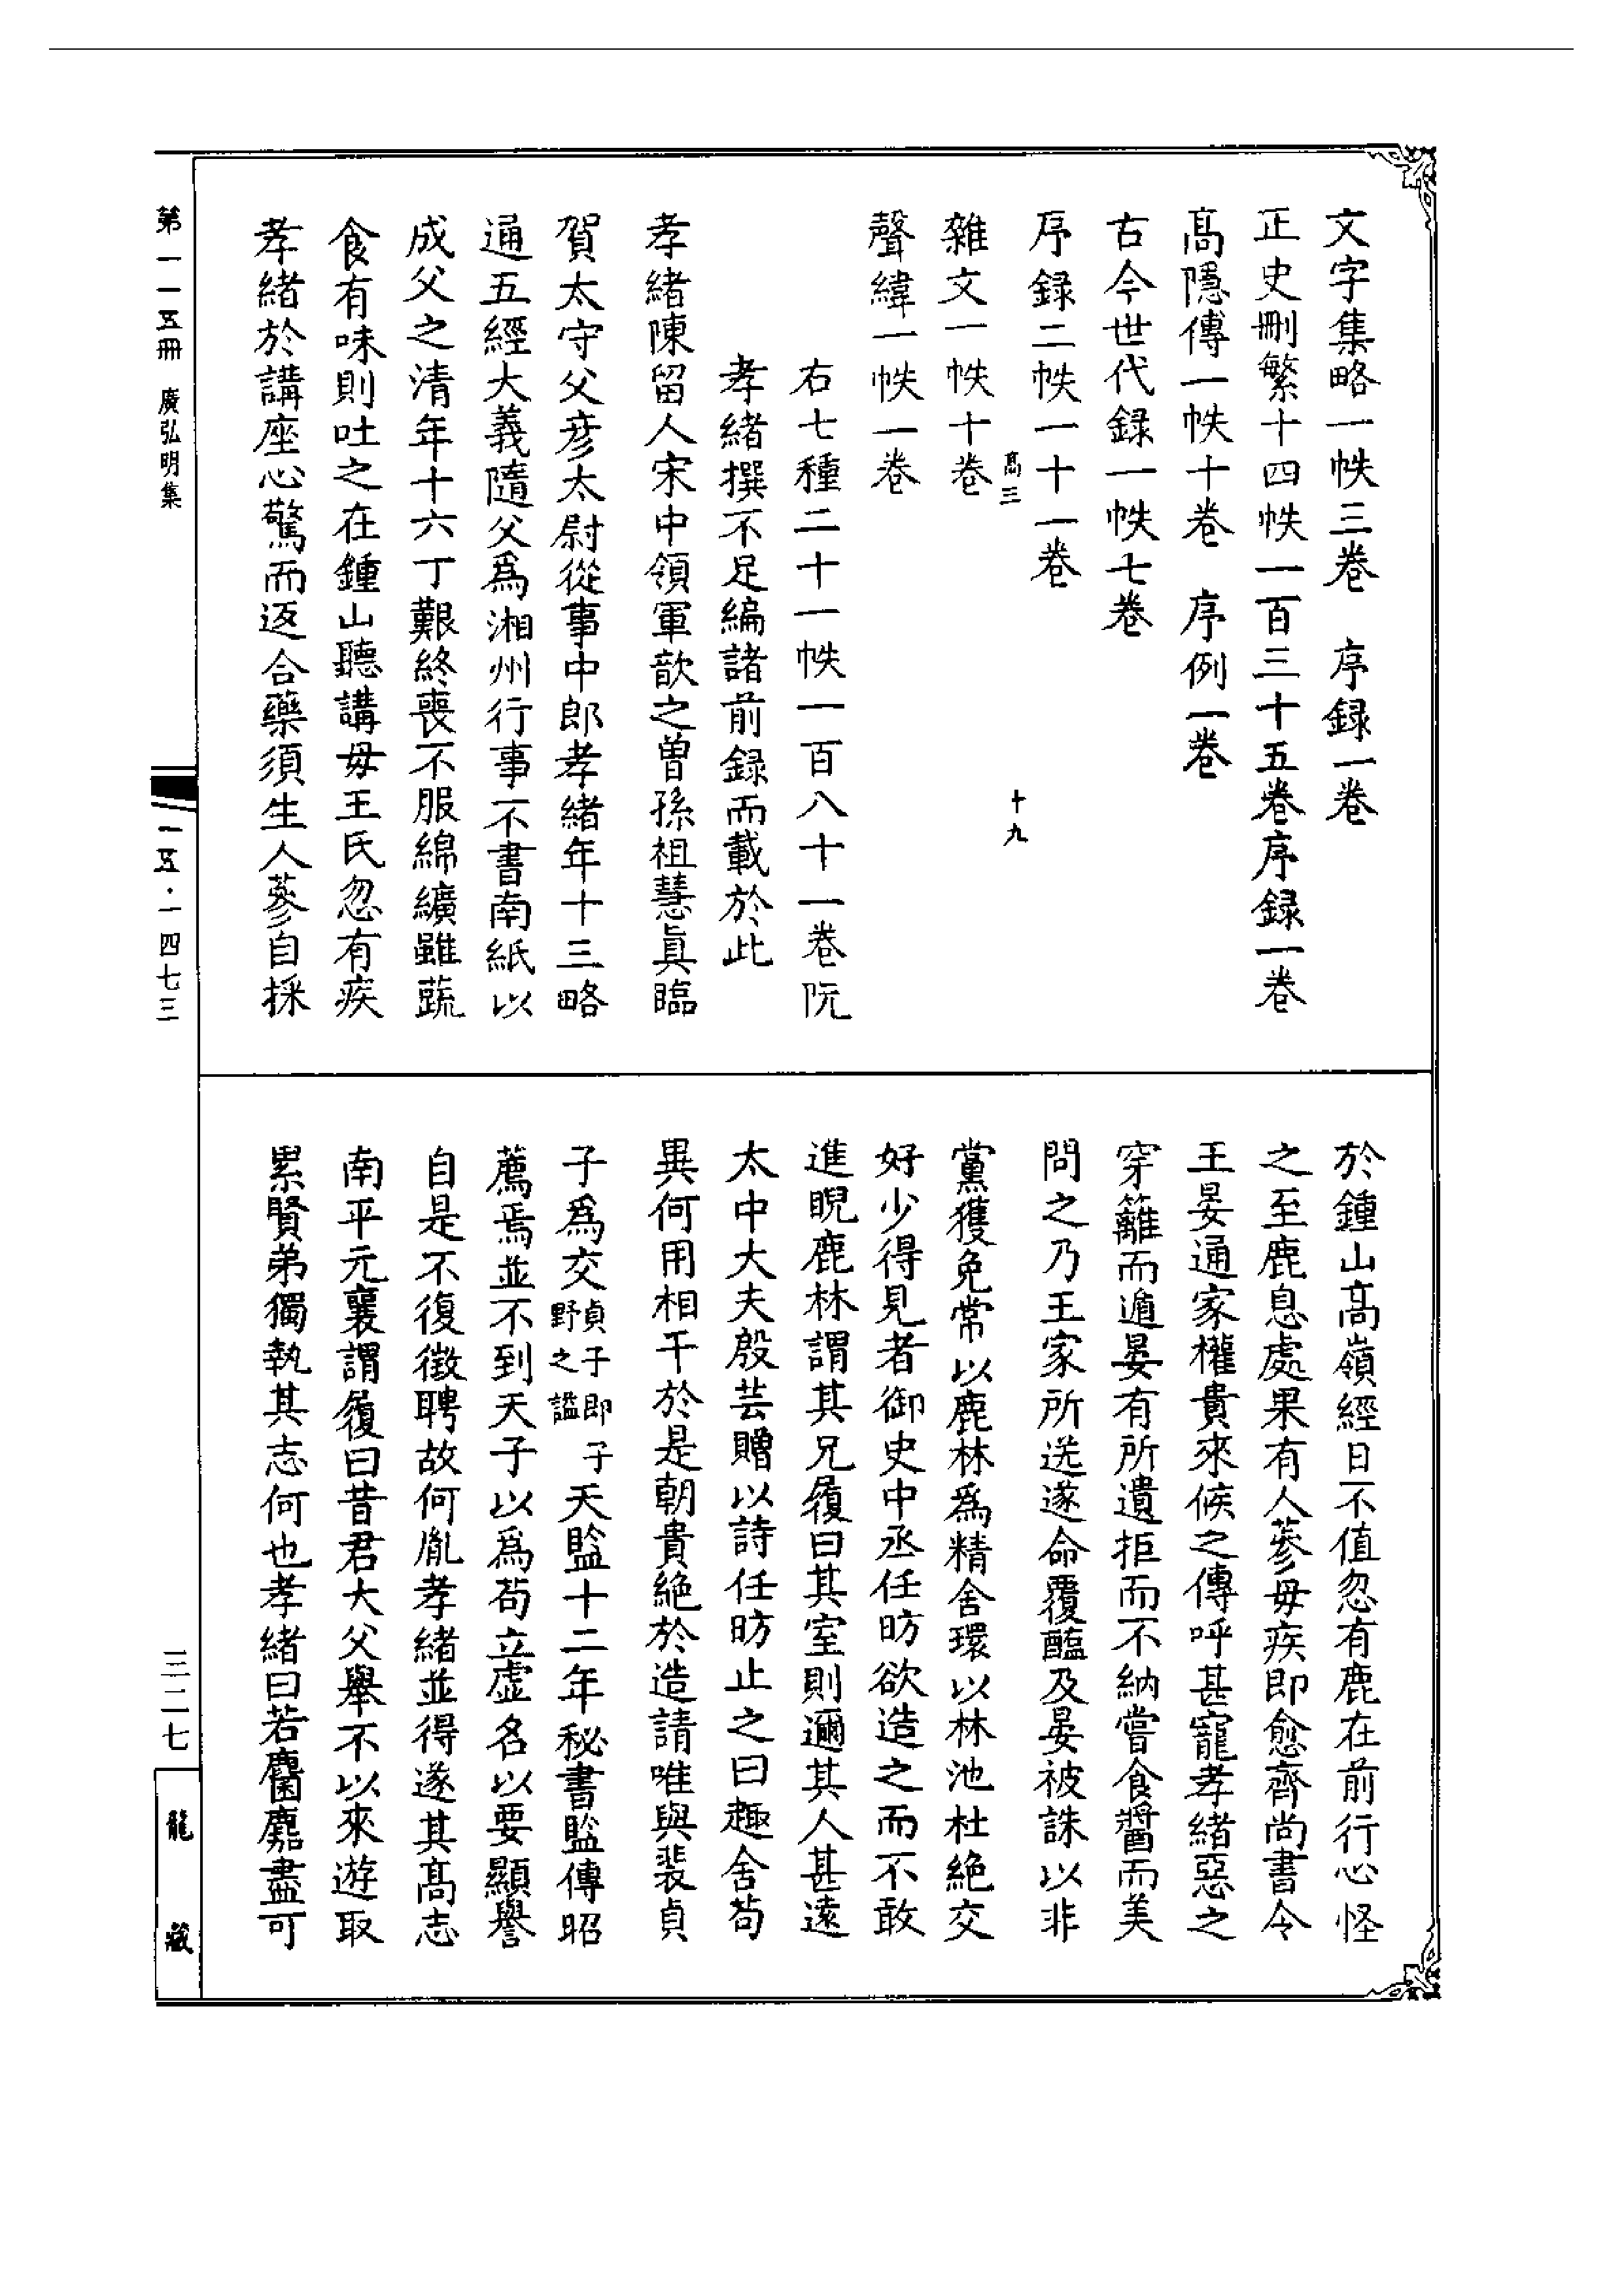 文字集略一帙三卷　序録一卷
正史刪繁十四帙一百三十五卷序録一卷
髙隱傳一帙十卷　序例一卷
古今世代録一帙七卷
序録二帙一十一卷
髙三　十九
雜文一帙十卷
聲緯一帙一卷
右七種二十一帙一百八十一卷阮
孝緒撰不足編諸前録而載於此
孝緒陳留人宋中領軍歆之曾孫祖慧眞臨
賀太守父彦太尉從事中郎孝緒年十三略
通五經大義隨父爲湘州行事不書南紙以
成父之清年十六丁艱終喪不服綿纊雖蔬
食有味則吐之在鍾山聽講母王氏忽有疾
孝緒於講座心驚而返合藥須生人蔘自採
於鍾山髙嶺經日不值忽有鹿在前行心怪
之至鹿息處果有人蔘母疾即愈齊尚書令
王晏通家權貴來候之傳呼甚寵孝緒惡之
穿籬而遁晏有所遺拒而不納嘗食醬而美
問之乃王家所送遂命覆醢及晏被誅以非
黨獲免常以鹿林爲精舍環以林池杜絶交
好少得見者御史中丞任昉欲造之而不敢
進睨鹿林謂其兄履曰其室則邇其人甚遠
太中大夫殷芸贈以詩任昉止之曰趣舍苟
異何用相干於是朝貴絶於造請唯與裴貞
子爲交貞子即子野之謚天監十二年秘書監傳昭
薦焉並不到天子以爲苟立虚名以要顯譽
自是不復徴聘故何胤孝緒並得遂其髙志
南平元襄謂履曰昔君大父舉不以來遊取
累賢弟獨執其志何也孝緒曰若麕麚盡可
第一一五冊　廣弘明集
一五·一四七三
三二七
龍藏